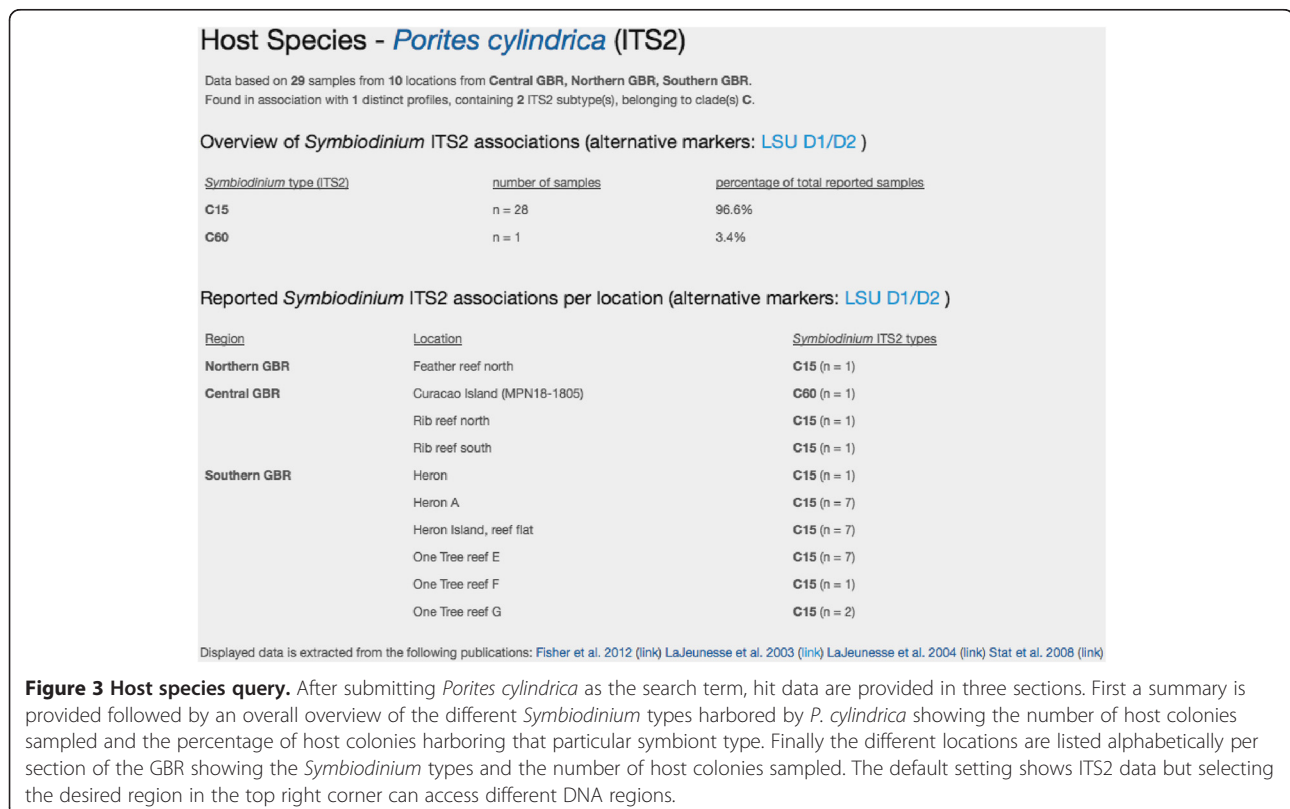 Host Species - Porites cylindrica (ITS2)
Data based on 29 samples from 10 locations from Central GBR, Northern GBR, Southern GBR.
Found in association with 1 distinct profiles, containing 2 ITS2 subtype(s), belonging to clade(s) C.
Overview of Symbiodinium ITS2 associations (alternative markers: LSU D1/D2 )
Symbiodinium type (ITS2) number of samples percentage of total reported samples
C15 n = 28 96.6%
C60 n = 1 3.4%
Reported Symbiodinium ITS2 associations per location (alternative markers: LSU D1/D2 )
Region Location Symbiodinium ITS2 types
Northern GBR Feather reef north C15 (n = 1)
Central GBR Curacao Island (MPN18-1805) C60 (n = 1)
Rib reef north C15 (n = 1)
Rib reef south C15 (n = 1)
Southern GBR Heron C15 (n = 1)
Heron A C15 (n = 7)
Heron Island, reef flat C15 (n = 7)
One Tree reef E C15 (n = 7)
One Tree reef F C15 (n = 1)
One Tree reef G C15 (n = 2)
Displayed data is extracted from the following publications: Fisher et al. 2012 (link) LaJeunesse et al. 2003 (link) LaJeunesse et al. 2004 (link) Stat et al. 2008 (link)
Figure 3 Host species query. After submitting Porites cylindrica as the search term, hit data are provided in three sections. First a summary is
provided followed by an overall overview of the different Symbiodinium types harbored by P. cylindrica showing the number of host colonies
sampled and the percentage of host colonies harboring that particular symbiont type. Finally the different locations are listed alphabetically per
section of the GBR showing the Symbiodinium types and the number of host colonies sampled. The default setting shows ITS2 data but selecting
the desired region in the top right corner can access different DNA regions.